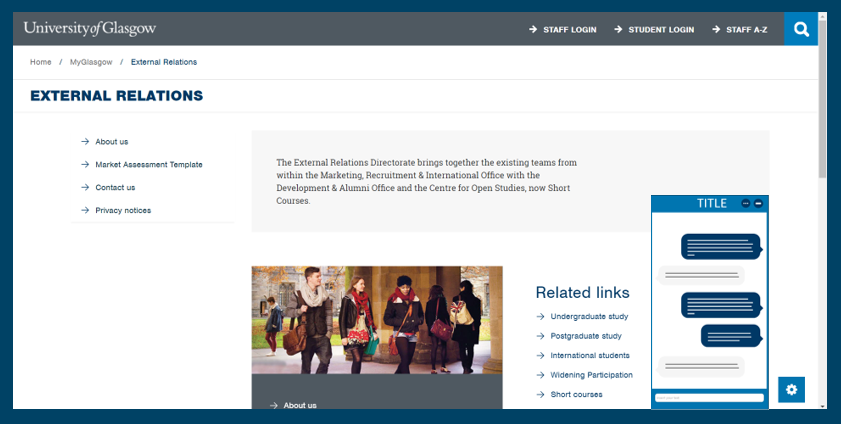 University of Glasgow
STAFF LOGIN
STUDENT LOGIN
STAFF A-Z
Home / MyGlasgow / External Relations
EXTERNAL RELATIONS
About us
Market Assessment Template
Contact us
Privacy notices
The External Relations Directorate brings together the existing teams from
within the Marketing, Recruitment & International Office with the
Development & Alumni Office and the Centre for Open Studies, now Short
Courses.
TITLE
Related links
Undergraduate study
Postgraduate study
International students
Widening Participation
Short courses
About us